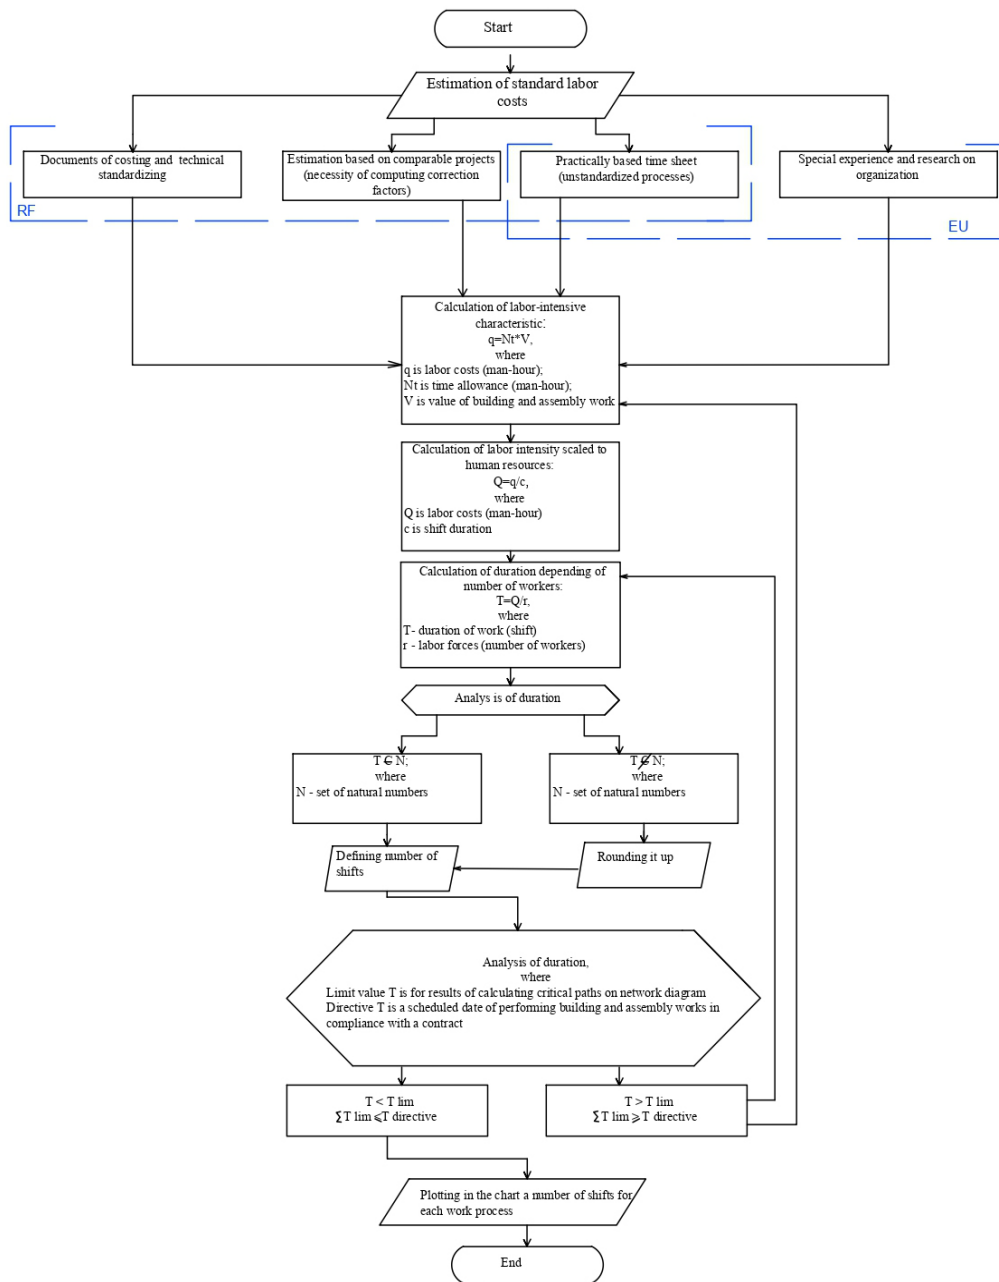 Start
Estimation of standard labor
costs
Documents of costing and technical
standardizing
Estimation based on comparable projects
(necessity of computing correction
factors)
Practically based time sheet
(unstandardized processes)
Special experience and research on
organization
RF
EU
Calculation of labor-intensive
characteristic:
q=Nt*V,
where
q is labor costs (man-hour);
Nt is time allowance (man-hour);
V is value of building and assembly work
Calculation of labor intensity scaled to
human resources:
Q=q/c,
where
Q is labor costs (man-hour)
c is shift duration
Calculation of duration depending of
number of workers:
T=Q/r,
where
T- duration of work (shift)
r - labor forces (number of workers)
Analys is of duration
T ∈ N;
where
N - set of natural numbers
T ∉ N;
where
N - set of natural numbers
Defining number of
shifts
Rounding it up
Analysis of duration,
where
Limit value T is for results of calculating critical paths on network diagram
Directive T is a scheduled date of performing building and assembly works in
compliance with a contract
T < T lim
∑T lim ⩽T directive
T > T lim
∑T lim ⩾T directive
Plotting in the chart a number of shifts for
each work process
End